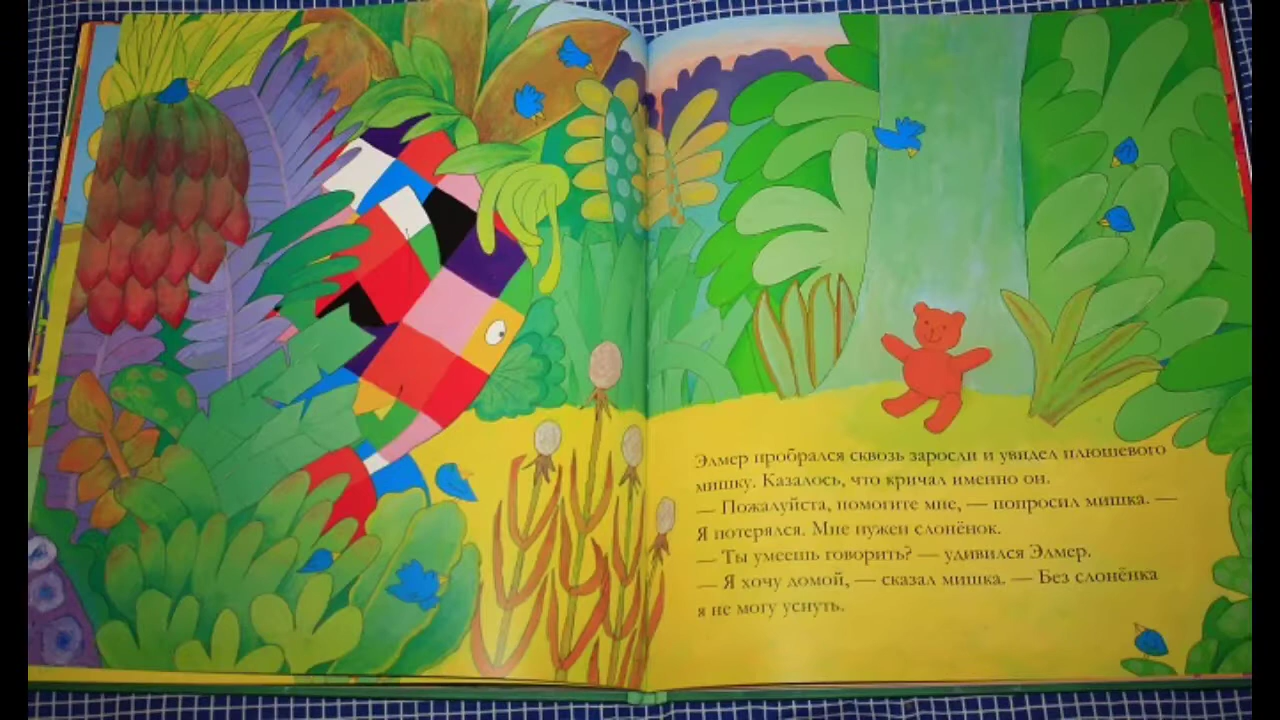 Элмер пробрался сквозь заросли и увидел плюшевого
мишку. Казалось, что кричал именно он.
— Пожалуйста, помогите мне, — попросил мишка. —
Я потерялся. Мне нужен слонёнок.
— Ты умеешь говорить? — удивился Элмер.
— Я хочу домой, — сказал мишка. — Без слонёнка
я не могу уснуть.